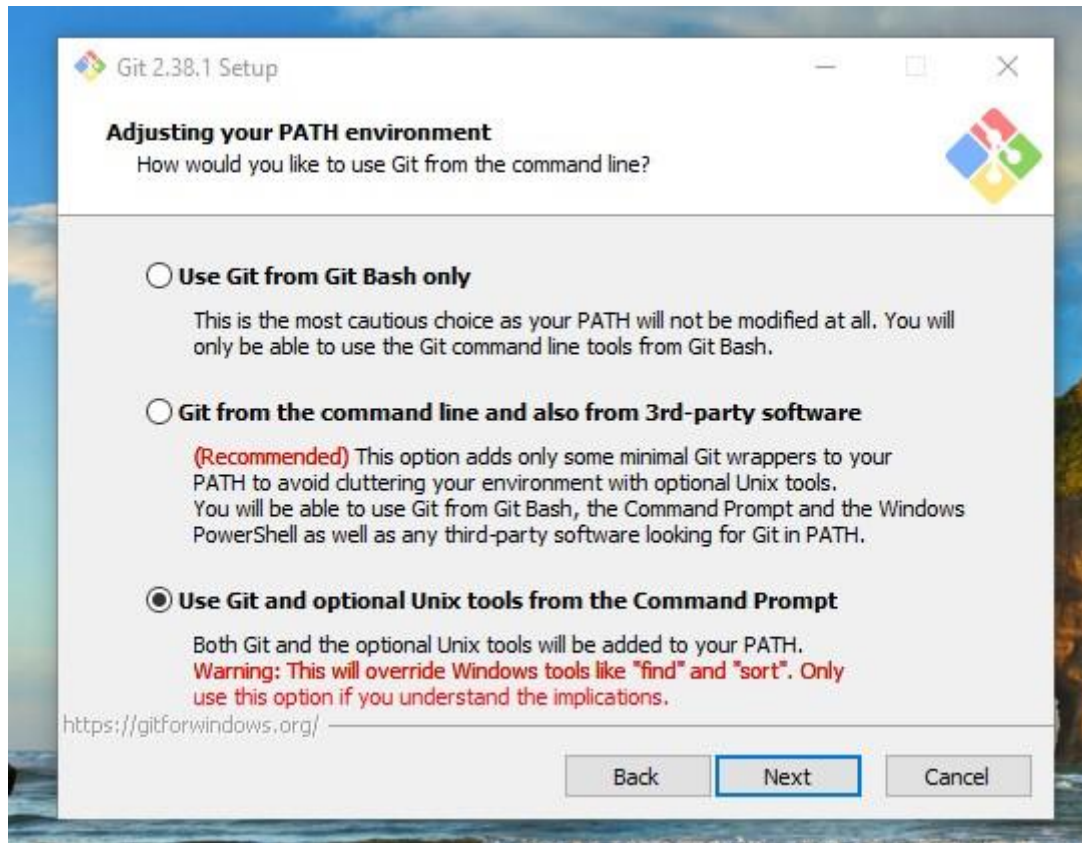 Git 2.38.1 Setup
Adjusting your PATH environment
How would you like to use Git from the command line?
Use Git from Git Bash only
This is the most cautious choice as your PATH will not be modified at all. You will
only be able to use the Git command line tools from Git Bash.
Git from the command line and also from 3rd-party software
(Recommended) This option adds only some minimal Git wrappers to your
PATH to avoid cluttering your environment with optional Unix tools.
You will be able to use Git from Git Bash, the Command Prompt and the Windows
PowerShell as well as any third-party software looking for Git in PATH.
Use Git and optional Unix tools from the Command Prompt
Both Git and the optional Unix tools will be added to your PATH.
Warning: This will override Windows tools like "find" and "sort". Only
use this option if you understand the implications.
https://gitforwindows.org/
Back Next Cancel